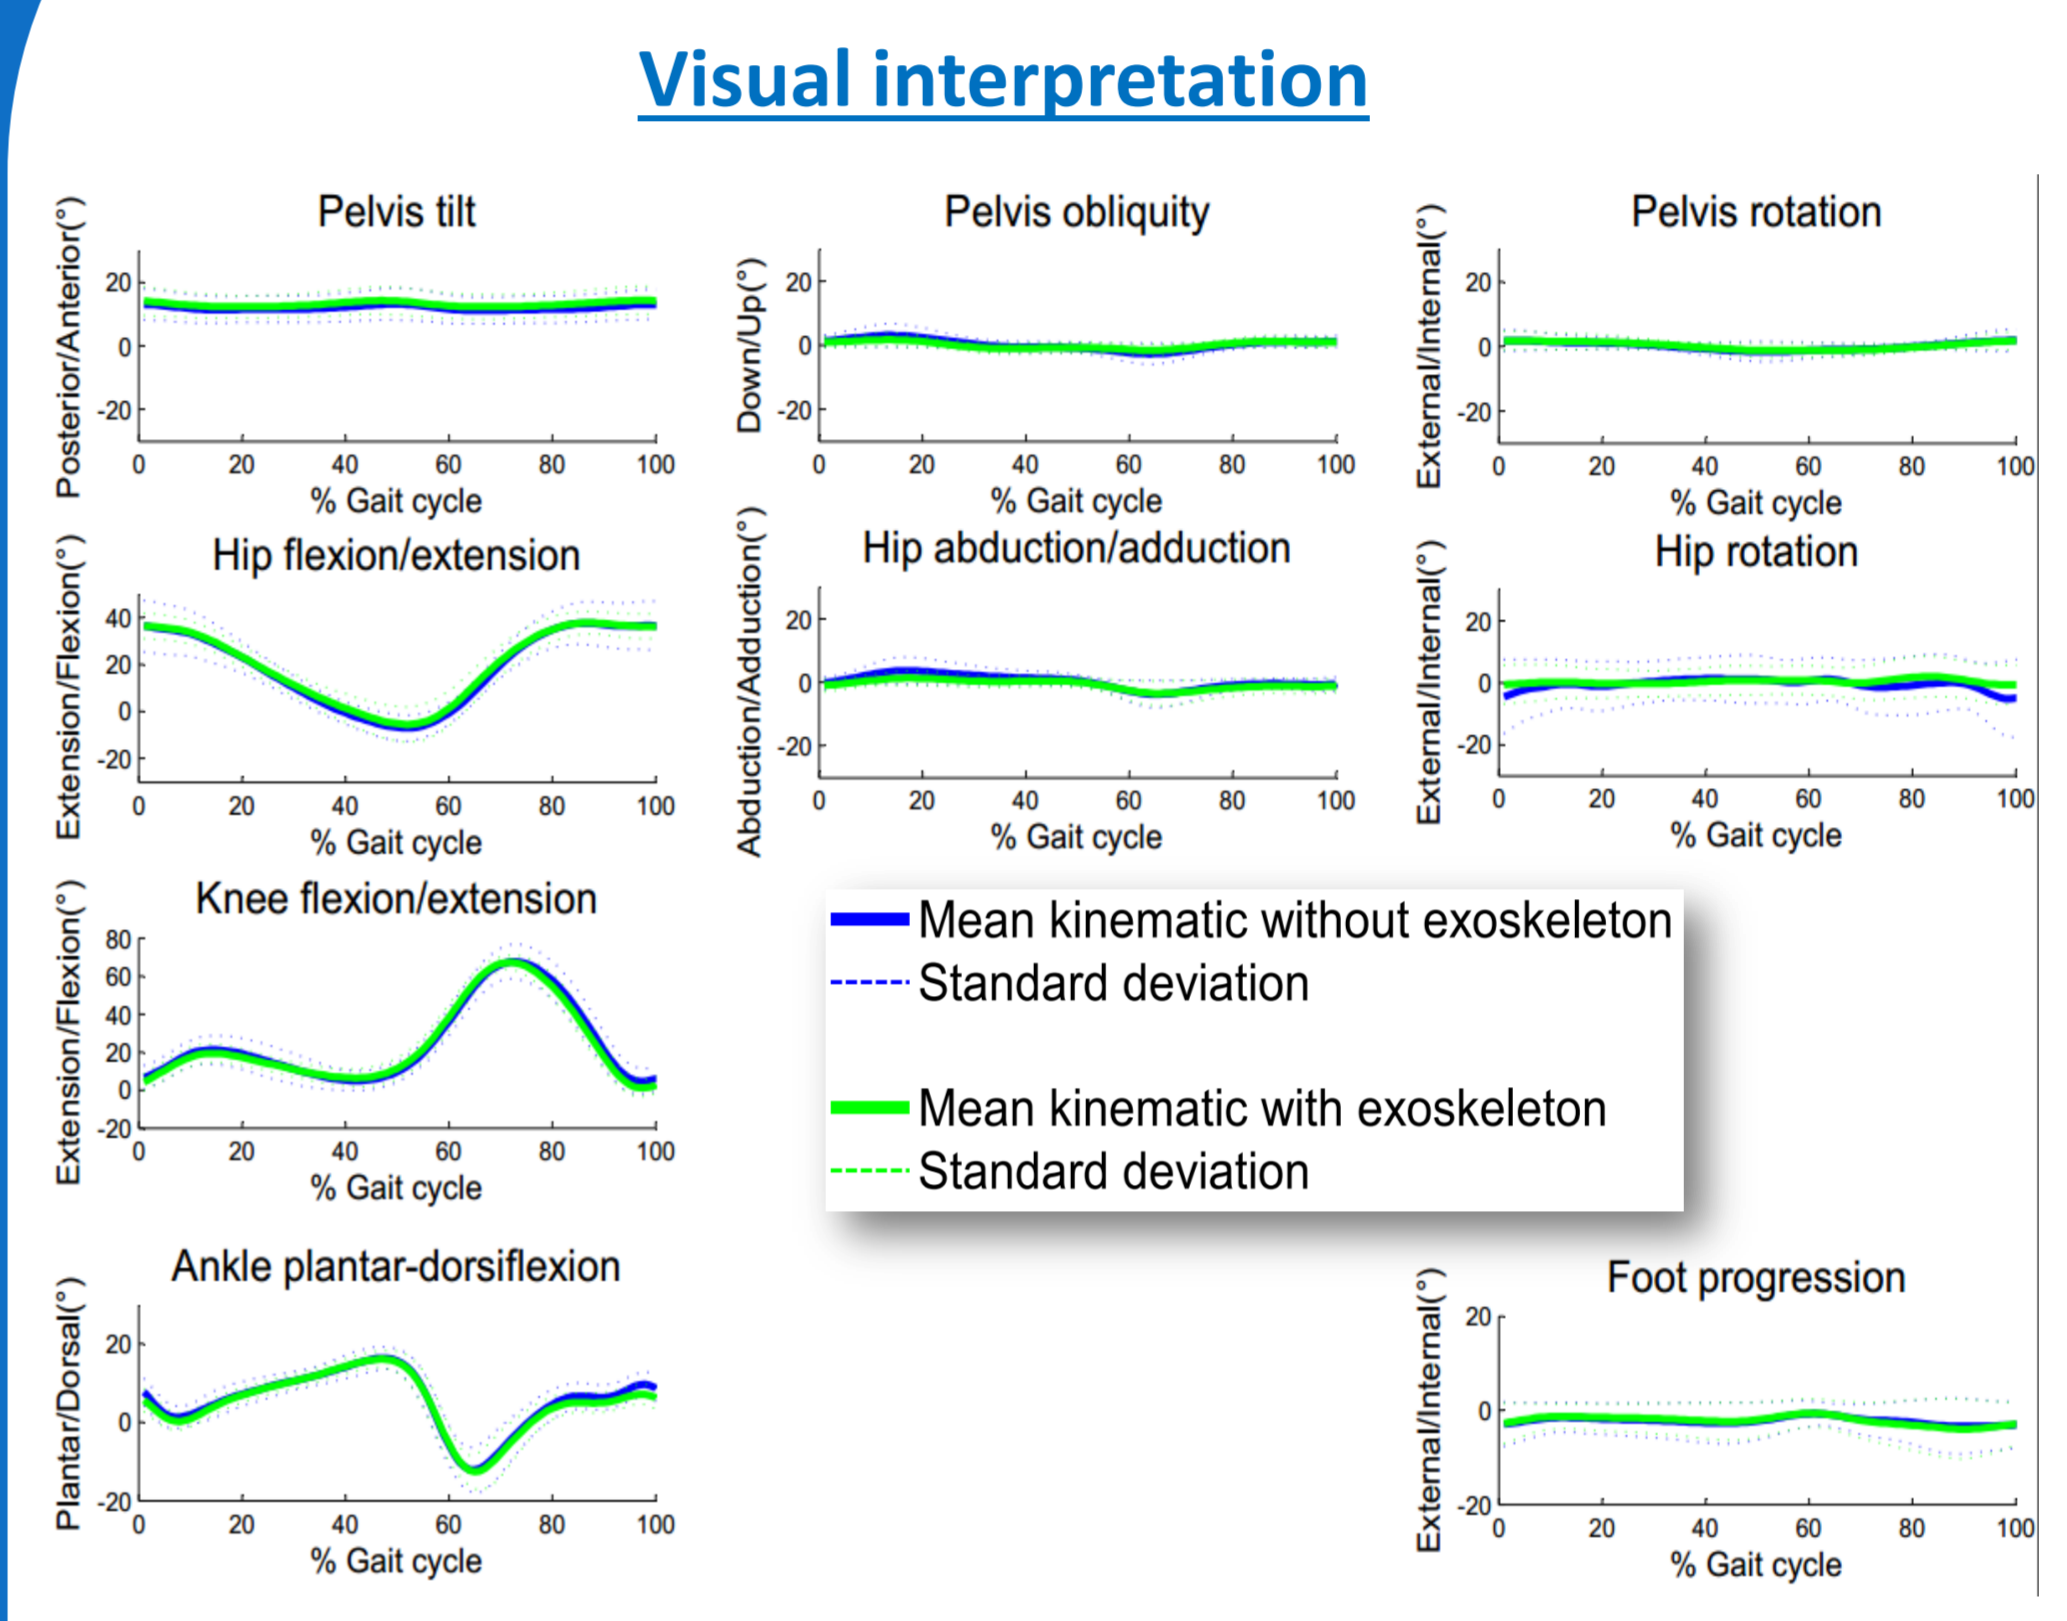 Visual interpretation
Pelvis tilt
Posterior/Anterior(°)
20
0
-20
0 20 40 60 80 100
% Gait cycle
Pelvis obliquity
Down/Up(°)
20
0
-20
0 20 40 60 80 100
% Gait cycle
Pelvis rotation
External/Internal(°)
20
0
-20
0 20 40 60 80 100
% Gait cycle
Hip flexion/extension
Extension/Flexion(°)
40
20
0
-20
0 20 40 60 80 100
% Gait cycle
Hip abduction/adduction
Abduction/Adduction(°)
20
0
-20
0 20 40 60 80 100
% Gait cycle
Hip rotation
External/Internal(°)
20
0
-20
0 20 40 60 80 100
% Gait cycle
Knee flexion/extension
Extension/Flexion(°)
80
60
40
20
0
-20
0 20 40 60 80 100
% Gait cycle
Mean kinematic without exoskeleton
Standard deviation
Mean kinematic with exoskeleton
Standard deviation
Ankle plantar-dorsiflexion
Plantar/Dorsal(°)
20
0
-20
0 20 40 60 80 100
% Gait cycle
Foot progression
External/Internal(°)
20
0
-20
0 20 40 60 80 100
% Gait cycle